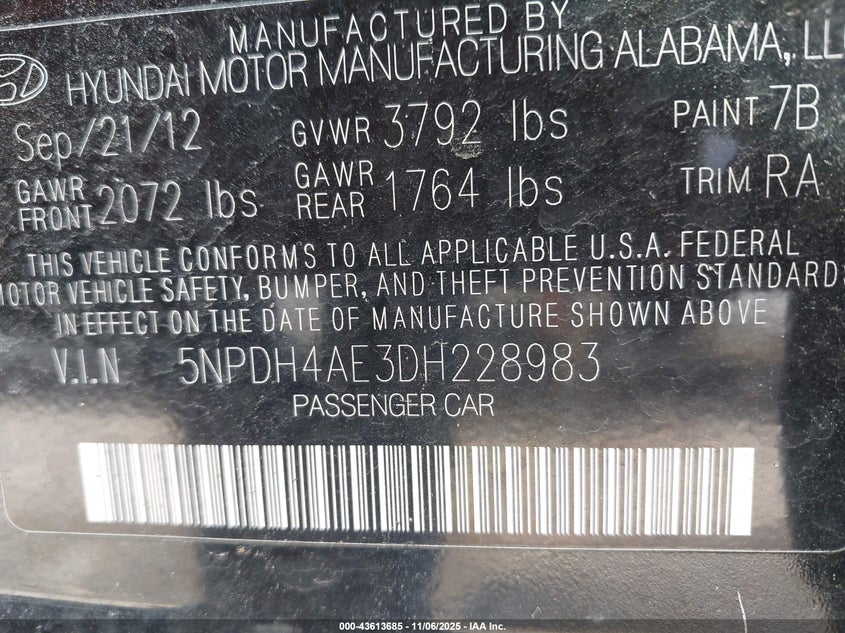 MANUFACTURED BY
HYUNDAI MOTOR MANUFACTURING ALABAMA, LLC
Sep/21/12 GVWR 3792 lbs PAINT 7B
GAWR FRONT 2072 lbs GAWR REAR 1764 lbs TRIM RA
THIS VEHICLE CONFORMS TO ALL APPLICABLE U.S.A. FEDERAL
MOTOR VEHICLE SAFETY, BUMPER, AND THEFT PREVENTION STANDARDS
IN EFFECT ON THE DATE OF MANUFACTURE SHOWN ABOVE
V.I.N 5NPDH4AE3DH228983
PASSENGER CAR
000-43613685 - 11/06/2025 - IAA Inc.